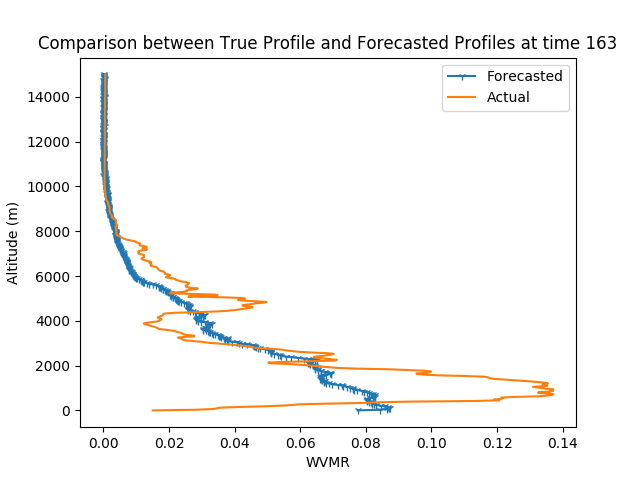 Comparison between True Profile and Forecasted Profiles at time 163
Forecasted
Actual
14000
12000
10000
8000
6000
4000
2000
0
Altitude (m)
0.00 0.02 0.04 0.06 0.08 0.10 0.12 0.14
WVMR